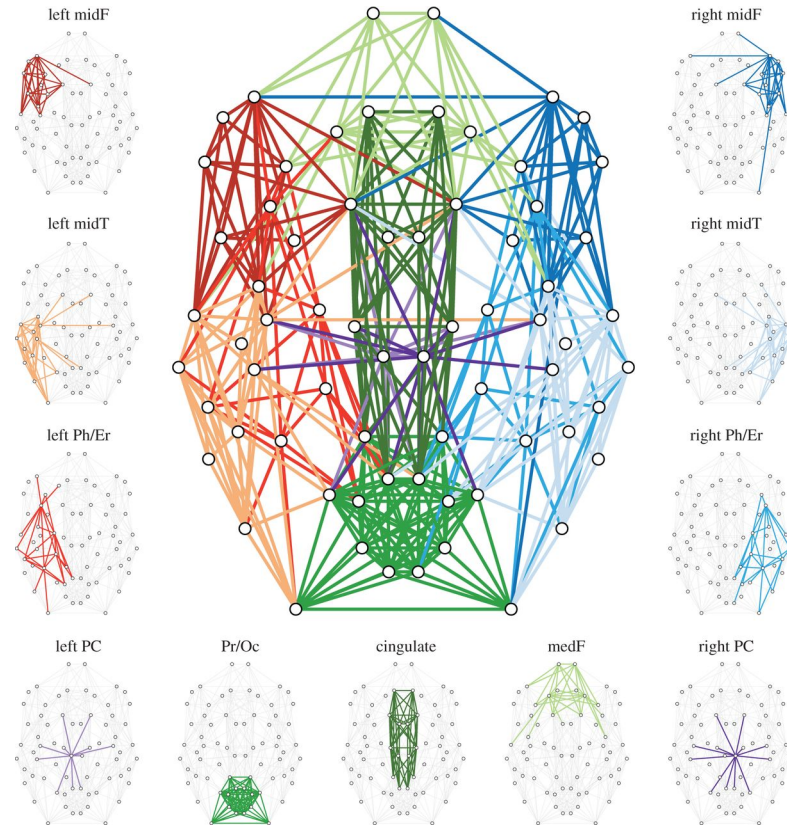 left midF
right midF
left midT
right midT
left Ph/Er
right Ph/Er
left PC
Pr/Oc
cingulate
medF
right PC